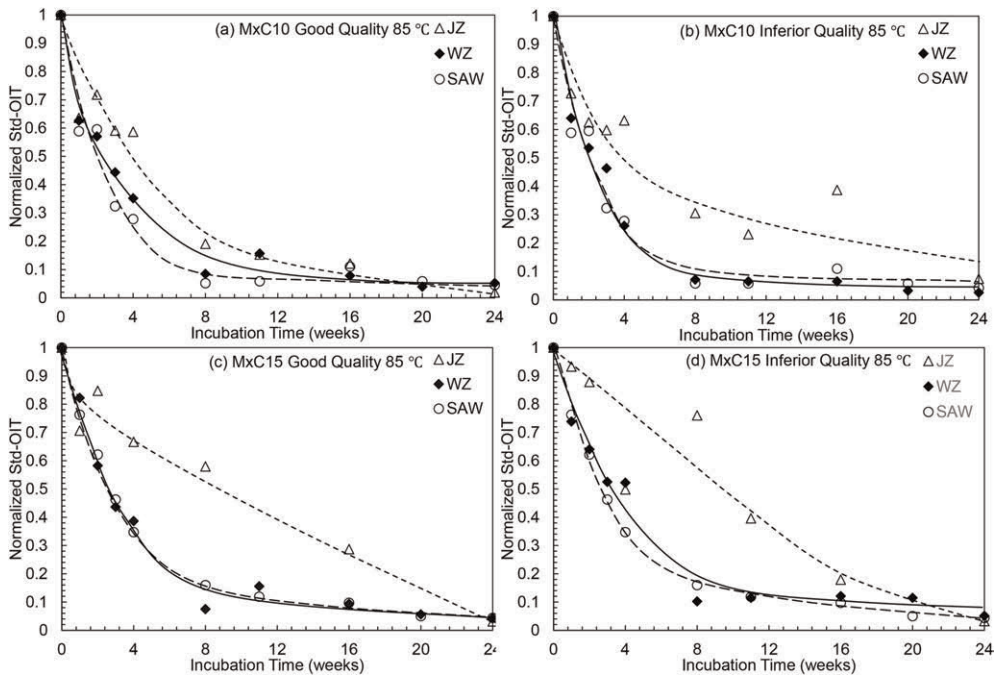 (a) MxC10 Good Quality 85 ℃
JZ
WZ
SAW
Normalized Std-OIT
1
0.9
0.8
0.7
0.6
0.5
0.4
0.3
0.2
0.1
0
0 4 8 12 16 20 24
Incubation Time (weeks)
(b) MxC10 Inferior Quality 85 ℃
JZ
WZ
SAW
Normalized Std-OIT
1
0.9
0.8
0.7
0.6
0.5
0.4
0.3
0.2
0.1
0
0 4 8 12 16 20 24
Incubation Time (weeks)
(c) MxC15 Good Quality 85 ℃
JZ
WZ
SAW
Normalized Std-OIT
1
0.9
0.8
0.7
0.6
0.5
0.4
0.3
0.2
0.1
0
0 4 8 12 16 20 24
Incubation Time (weeks)
(d) MxC15 Inferior Quality 85 ℃
JZ
WZ
SAW
Normalized Std-OIT
1
0.9
0.8
0.7
0.6
0.5
0.4
0.3
0.2
0.1
0
0 4 8 12 16 20 24
Incubation Time (weeks)